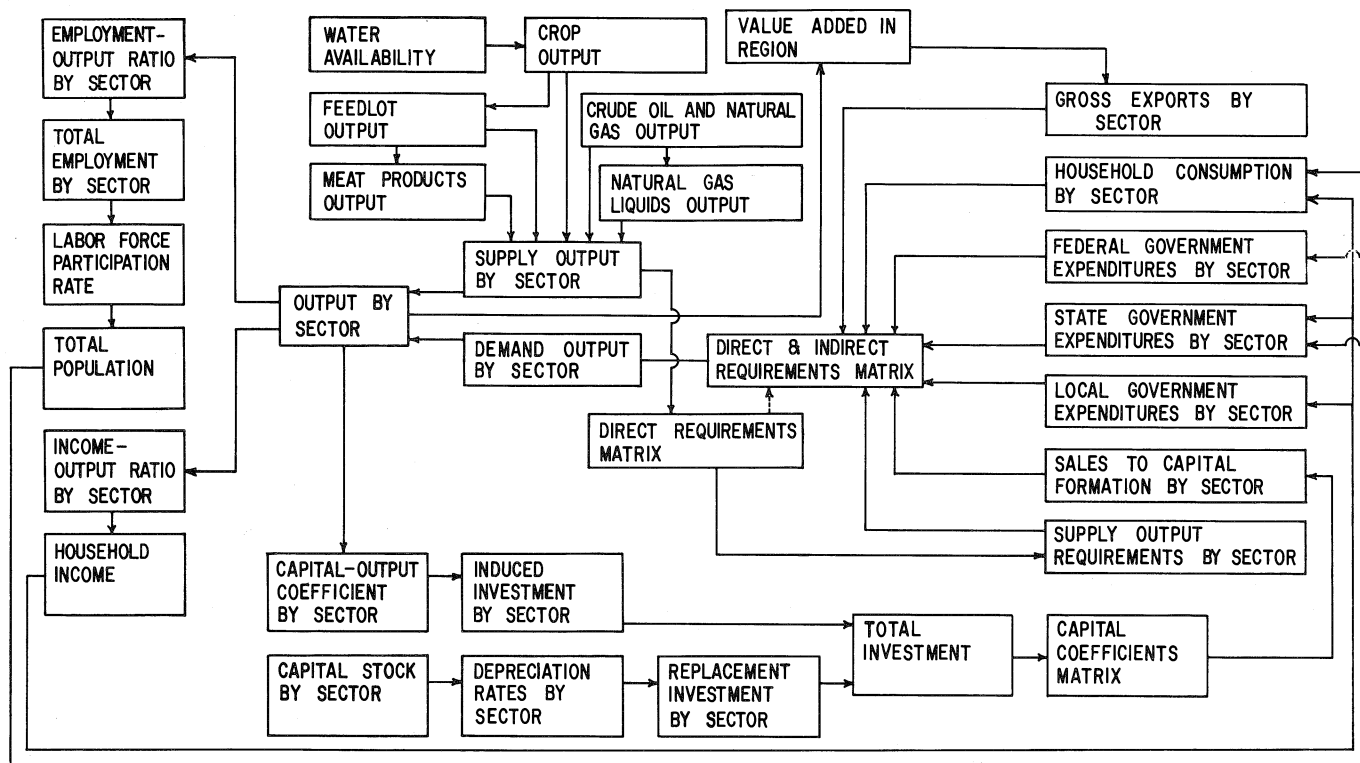 EMPLOYMENT-
OUTPUT RATIO
BY SECTOR
TOTAL
EMPLOYMENT
BY SECTOR
LABOR FORCE
PARTICIPATION
RATE
TOTAL
POPULATION
INCOME-
OUTPUT RATIO
BY SECTOR
HOUSEHOLD
INCOME
WATER
AVAILABILITY
CROP
OUTPUT
FEEDLOT
OUTPUT
MEAT PRODUCTS
OUTPUT
CRUDE OIL AND NATURAL
GAS OUTPUT
NATURAL GAS
LIQUIDS OUTPUT
SUPPLY OUTPUT
BY SECTOR
OUTPUT BY
SECTOR
DEMAND OUTPUT
BY SECTOR
DIRECT & INDIRECT
REQUIREMENTS MATRIX
DIRECT REQUIREMENTS
MATRIX
VALUE ADDED IN
REGION
GROSS EXPORTS BY
SECTOR
HOUSEHOLD CONSUMPTION
BY SECTOR
FEDERAL GOVERNMENT
EXPENDITURES BY SECTOR
STATE GOVERNMENT
EXPENDITURES BY SECTOR
LOCAL GOVERNMENT
EXPENDITURES BY SECTOR
SALES TO CAPITAL
FORMATION BY SECTOR
SUPPLY OUTPUT
REQUIREMENTS BY SECTOR
CAPITAL-OUTPUT
COEFFICIENT
BY SECTOR
INDUCED
INVESTMENT
BY SECTOR
CAPITAL STOCK
BY SECTOR
DEPRECIATION
RATES BY
SECTOR
REPLACEMENT
INVESTMENT
BY SECTOR
TOTAL
INVESTMENT
CAPITAL
COEFFICIENTS
MATRIX